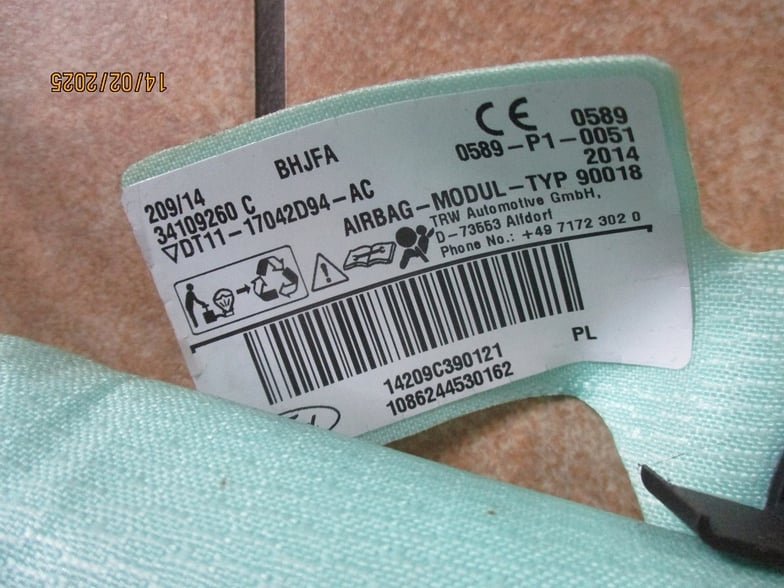 14/02/2025
CE 0589
0589-P1-0051
2014
BHJFA
209/14
34109260 C
▽DT11-17042D94-AC
AIRBAG-MODUL-TYP 90018
TRW Automotive GmbH,
D-73553 Alfdorf
Phone No.: +49 7172 302 0
14209C390121
1086244530162
PL